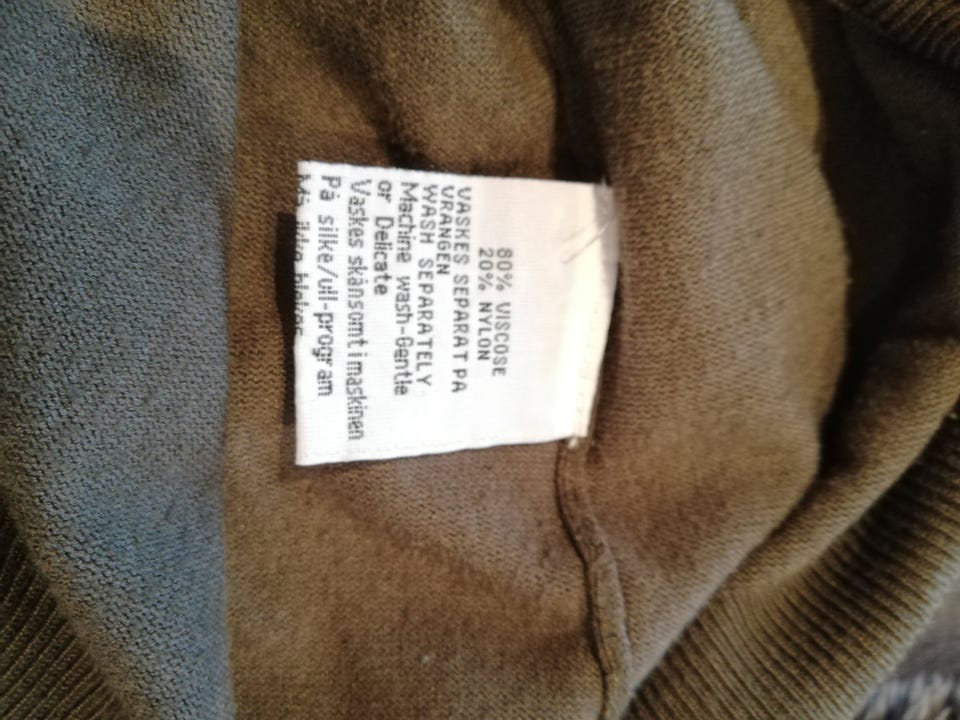 80% VISCOSE
20% NYLON
VASKES SEPARAT PA
VRANGEN
WASH SEPARATELY
Machine wash-Gentle
or Delicate
Vaskes skånsomt i maskinen
På silke/ull-program